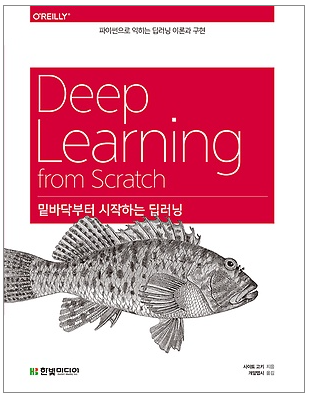 O'REILLY®
파이썬으로 익히는 딥러닝 이론과 구현
Deep
Learning
from Scratch
밑바닥부터 시작하는 딥러닝
한빛미디어
사이토 고키 지음
개앞맵시 옮김